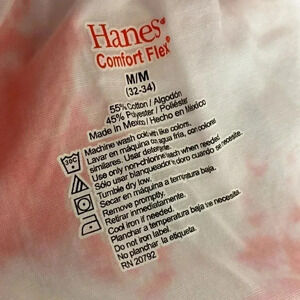 Hanes®
Comfort Flex®
M/M
(32-34)
55% Cotton / Algodón
45% Polyester / Poliéster
Made in Mexico / Hecho en México
Machine wash cold with like colors.
Lavar en máquina con agua fría, con colores
similares. Usar detergente.
Use only non-chlorine bleach when needed.
Sólo usar blanqueador sin cloro cuando se necesite.
Tumble dry low.
Secar en máquina a temperatura baja.
Remove promptly.
Retirar inmediatamente.
Cool iron if needed.
Planchar a temperatura baja si se necesite.
Do not iron label.
No planchar la etiqueta.
RN 20792